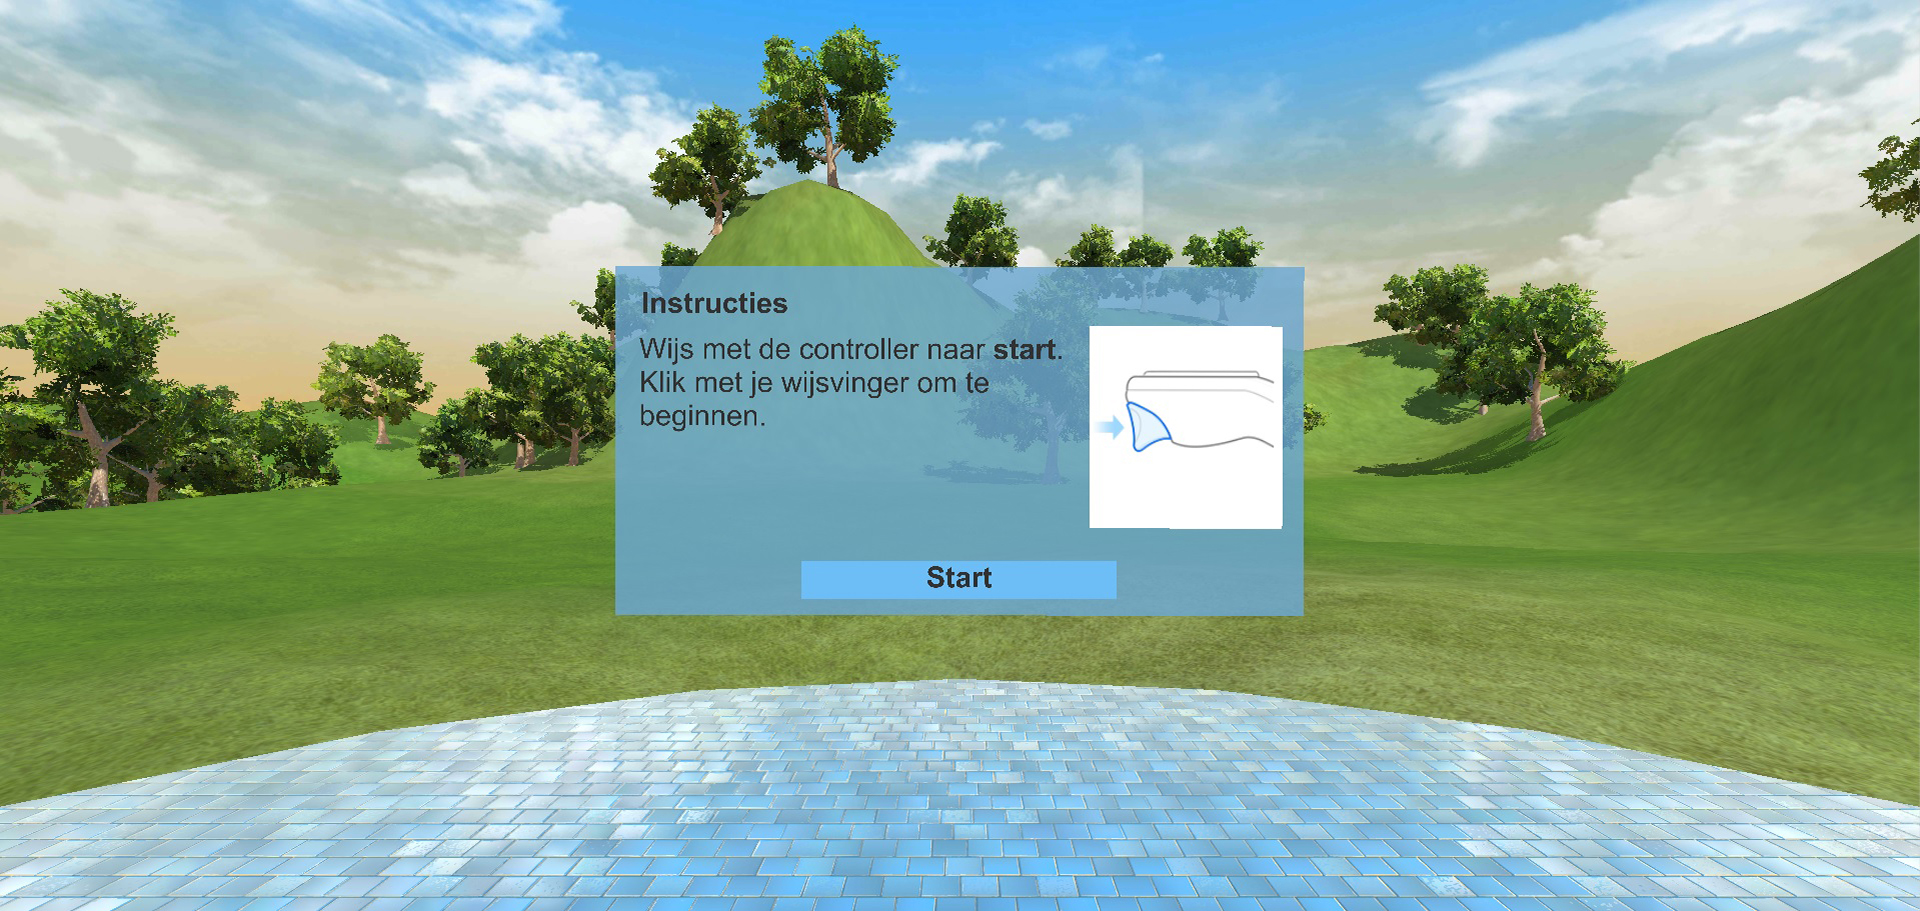 Instructies
Wijs met de controller naar start.
Klik met je wijsvinger om te
beginnen.
Start